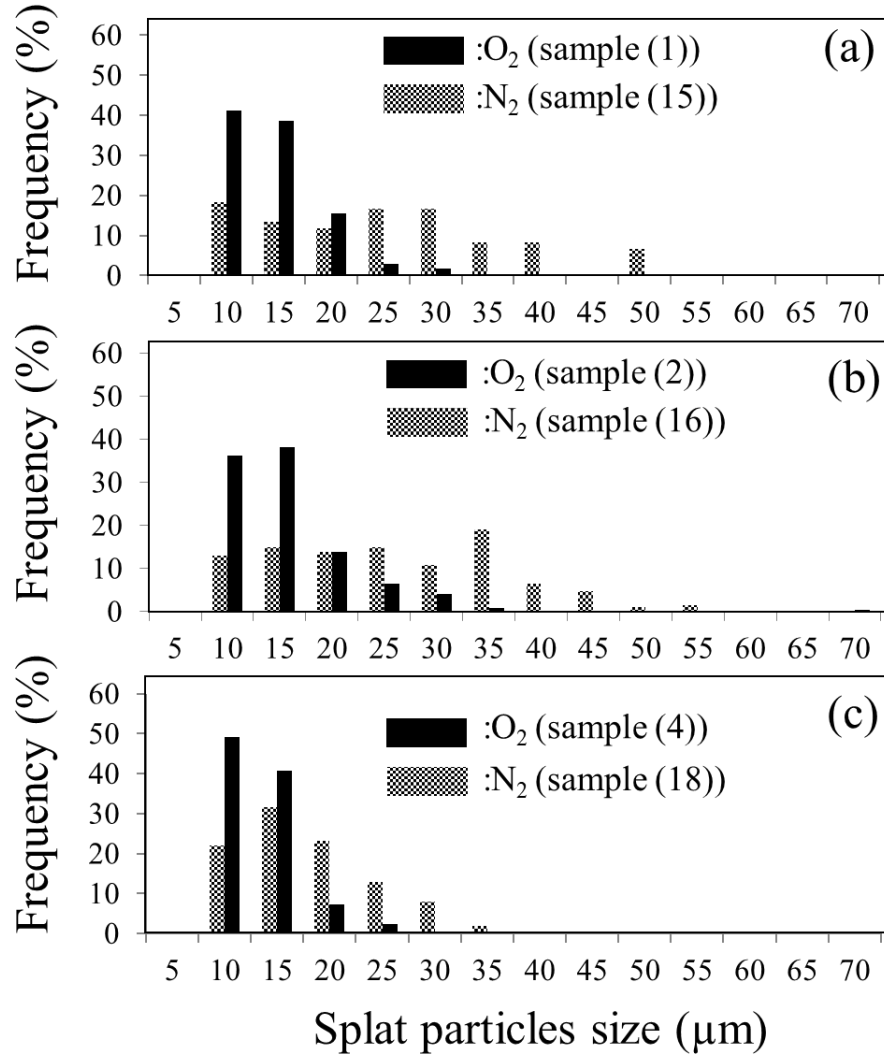 Frequency (%)
60
50
40
30
20
10
0
:O₂ (sample (1))
:N₂ (sample (15))
(a)
5 10 15 20 25 30 35 40 45 50 55 60 65 70
Frequency (%)
60
50
40
30
20
10
0
:O₂ (sample (2))
:N₂ (sample (16))
(b)
5 10 15 20 25 30 35 40 45 50 55 60 65 70
Frequency (%)
60
50
40
30
20
10
0
:O₂ (sample (4))
:N₂ (sample (18))
(c)
5 10 15 20 25 30 35 40 45 50 55 60 65 70
Splat particles size (μm)